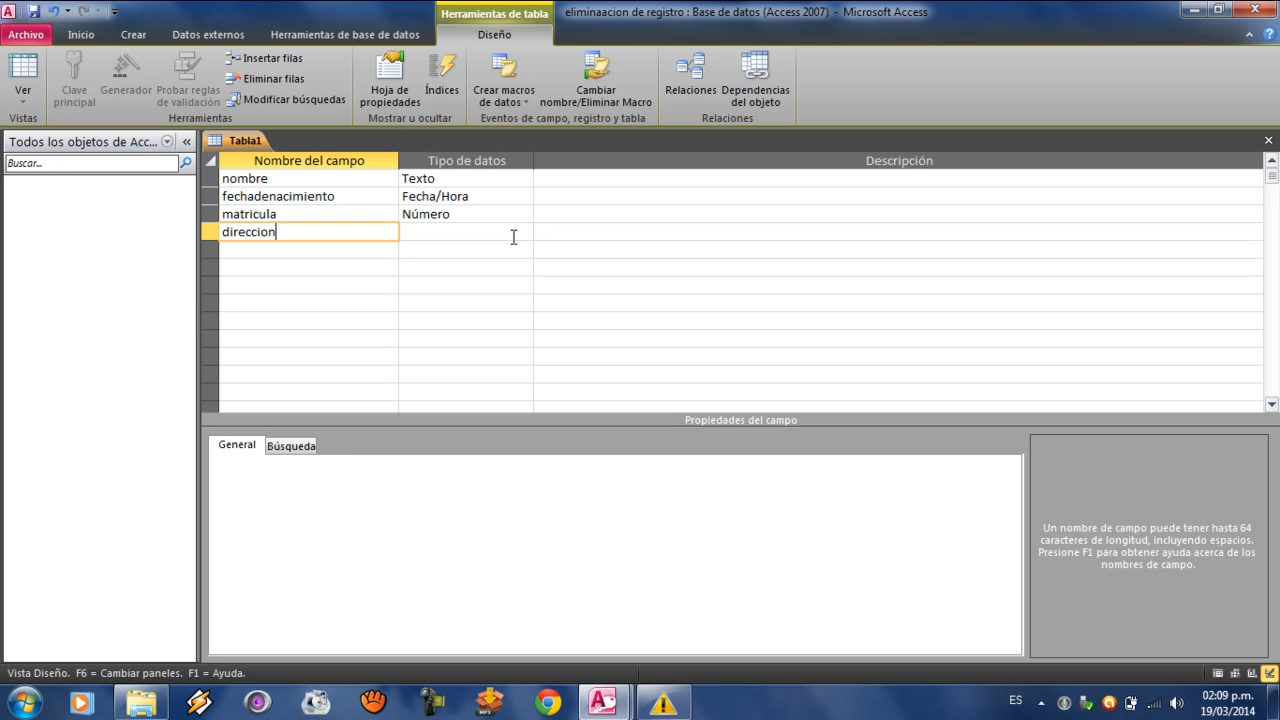 Herramientas de tabla
eliminaacion de registro : Base de datos (Access 2007) - Microsoft Access
Archivo Inicio Crear Datos externos Herramientas de base de datos Diseño
Ver
Clave principal
Generador
Probar reglas de validación
Insertar filas
Eliminar filas
Modificar búsquedas
Hoja de propiedades
Índices
Crear macros de datos
Cambiar nombre/Eliminar Macro
Relaciones
Dependencias del objeto
Vistas Herramientas Mostrar u ocultar Eventos de campo, registro y tabla Relaciones
Todos los objetos de Acc...
Buscar...
Tabla1
Nombre del campo Tipo de datos Descripción
nombre Texto
fechadenacimiento Fecha/Hora
matricula Número
direccion
Propiedades del campo
General Búsqueda
Un nombre de campo puede tener hasta 64
caracteres de longitud, incluyendo espacios.
Presione F1 para obtener ayuda acerca de los
nombres de campo.
Vista Diseño. F6 = Cambiar paneles. F1 = Ayuda.
ES
02:09 p.m.
19/03/2014